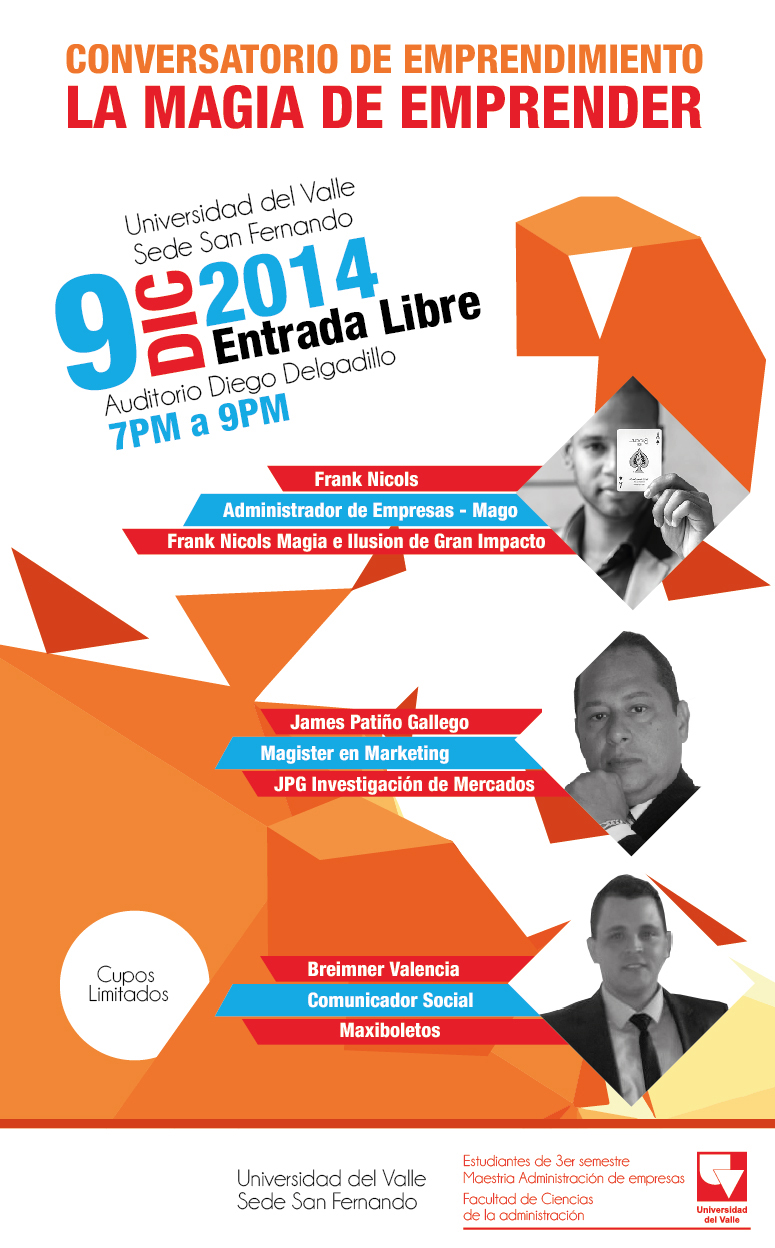 CONVERSATORIO DE EMPRENDIMIENTO
LA MAGIA DE EMPRENDER
Universidad del Valle
Sede San Fernando
9 DIC 2014
Entrada Libre
Auditorio Diego Delgadillo
7PM a 9PM
Frank Nicols
Administrador de Empresas - Mago
Frank Nicols Magia e Ilusion de Gran Impacto
James Patiño Gallego
Magister en Marketing
JPG Investigación de Mercados
Cupos
Limitados
Breimner Valencia
Comunicador Social
Maxiboletos
Universidad del Valle
Sede San Fernando
Estudiantes de 3er semestre
Maestria Administración de empresas
Facultad de Ciencias
de la administración
Universidad
del Valle